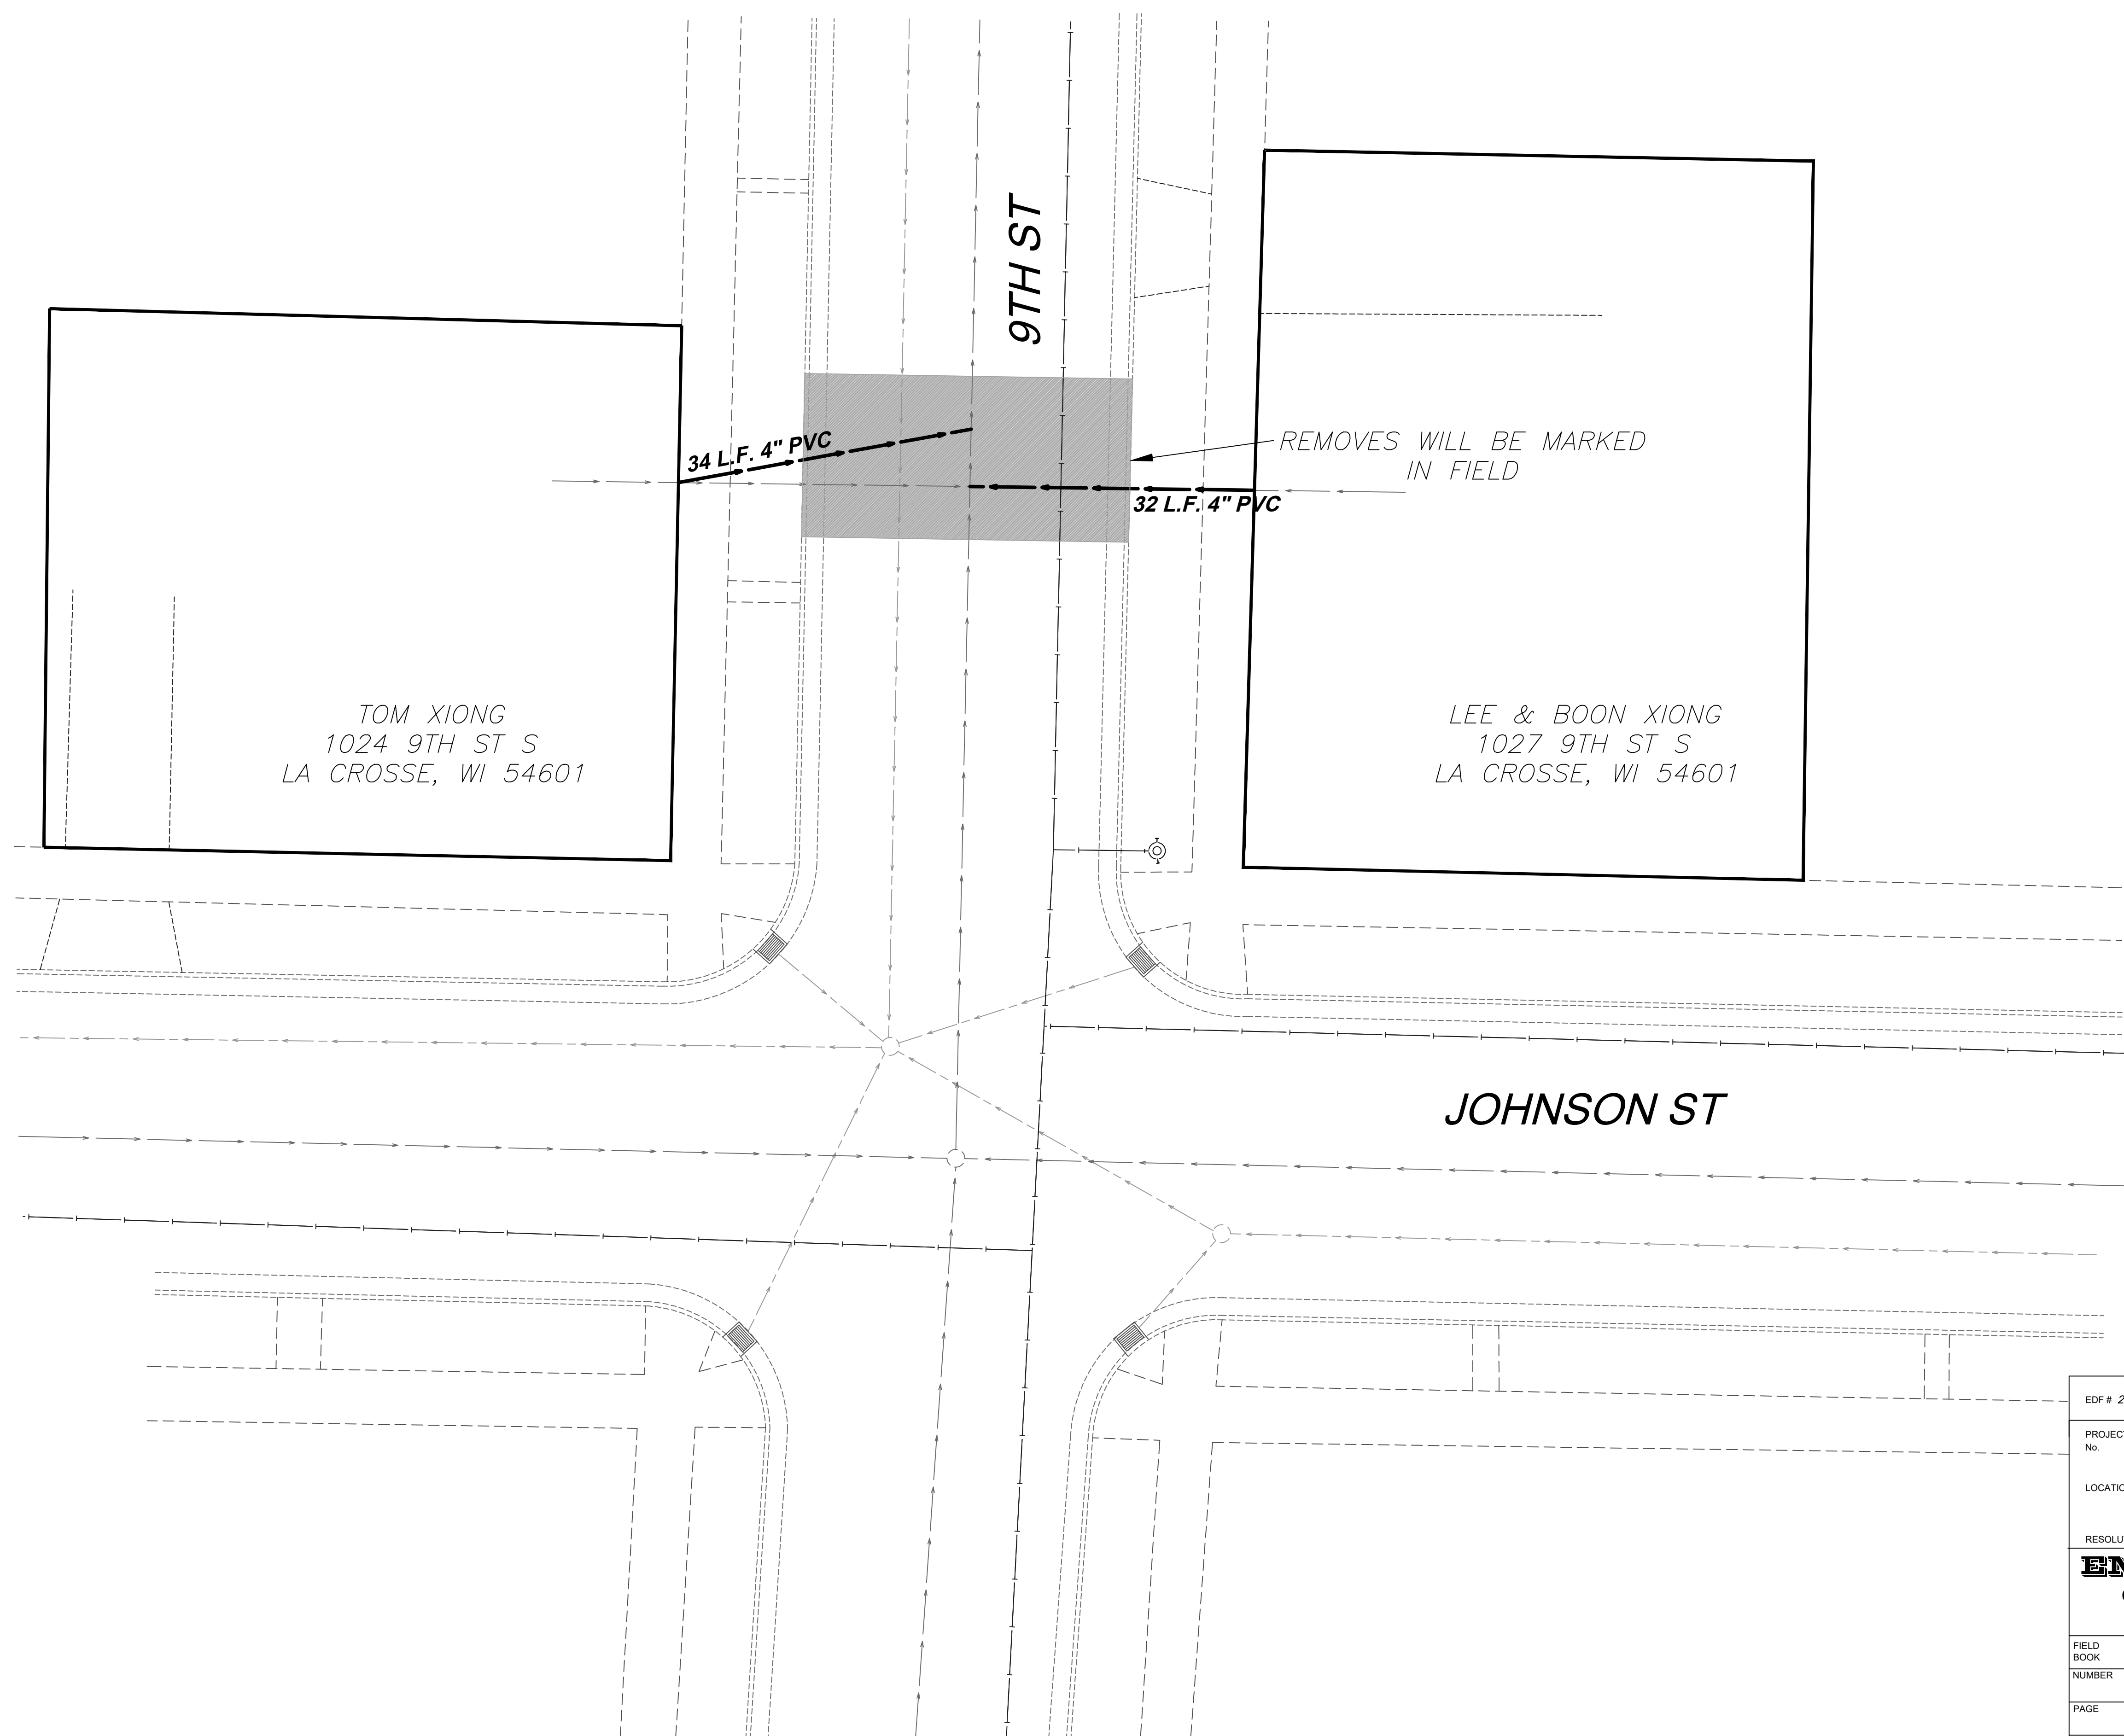 9TH ST
34 L.F. 4" PVC
REMOVES WILL BE MARKED
IN FIELD
32 L.F. 4" PVC
TOM XIONG
1024 9TH ST S
LA CROSSE, WI 54601
LEE & BOON XIONG
1027 9TH ST S
LA CROSSE, WI 54601
JOHNSON ST
EDF #
No.
FIELD
BOOK
NUMBER
PAGE